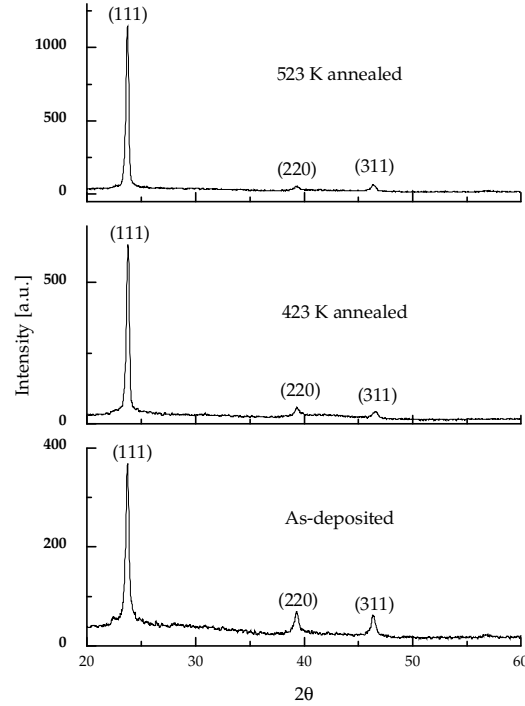 (111)
1000
523 K annealed
500
(220)
(311)
0
(111)
500
423 K annealed
(220)
(311)
0
Intensity [a.u.]
400
(111)
As-deposited
200
(220)
(311)
0
20 30 40 50 60
2θ